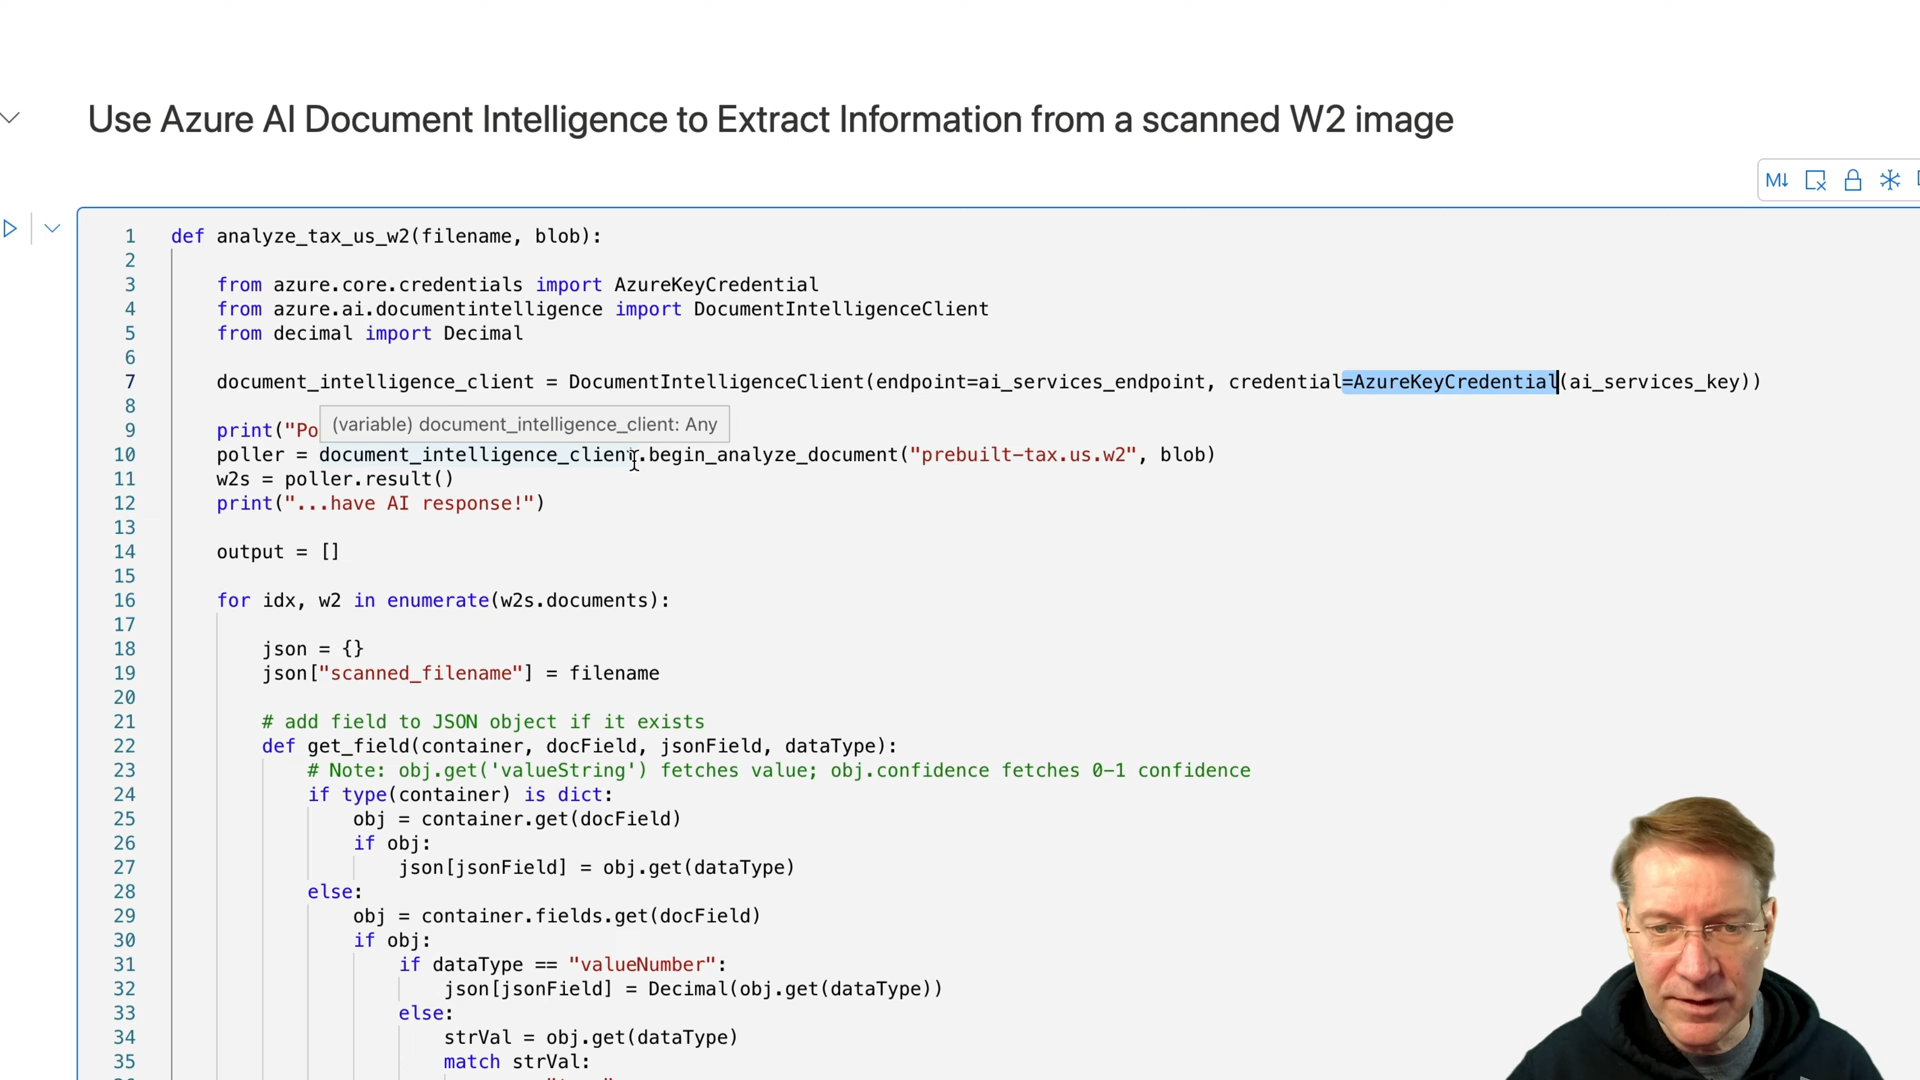 Use Azure AI Document Intelligence to Extract Information from a scanned W2 image
M↓
1 def analyze_tax_us_w2(filename, blob):
2
3 from azure.core.credentials import AzureKeyCredential
4 from azure.ai.documentintelligence import DocumentIntelligenceClient
5 from decimal import Decimal
6
7 document_intelligence_client = DocumentIntelligenceClient(endpoint=ai_services_endpoint, credential=AzureKeyCredential(ai_services_key))
8
(variable) document_intelligence_client: Any
9 print("Po
10 poller = document_intelligence_client.begin_analyze_document("prebuilt-tax.us.w2", blob)
11 w2s = poller.result()
12 print("...have AI response!")
13
14 output = []
15
16 for idx, w2 in enumerate(w2s.documents):
17
18 json = {}
19 json["scanned_filename"] = filename
20
21 # add field to JSON object if it exists
22 def get_field(container, docField, jsonField, dataType):
23 # Note: obj.get('valueString') fetches value; obj.confidence fetches 0-1 confidence
24 if type(container) is dict:
25 obj = container.get(docField)
26 if obj:
27 json[jsonField] = obj.get(dataType)
28 else:
29 obj = container.fields.get(docField)
30 if obj:
31 if dataType == "valueNumber":
32 json[jsonField] = Decimal(obj.get(dataType))
33 else:
34 strVal = obj.get(dataType)
35 match strVal: